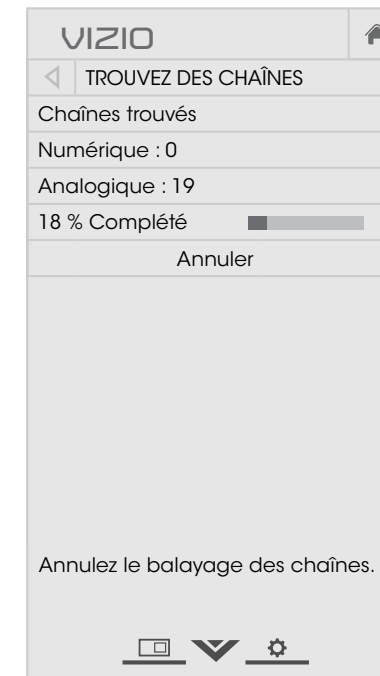 VIZIO
TROUVEZ DES CHAÎNES
Chaînes trouvés
Numérique : 0
Analogique : 19
18 % Complété
Annuler
Annulez le balayage des chaînes.